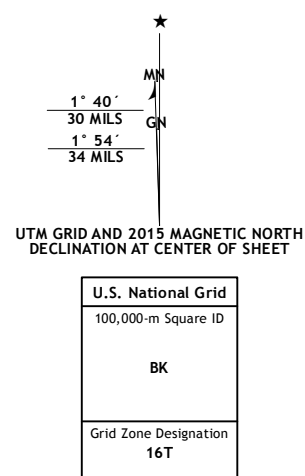 ★
MN
1° 40´
30 MILS
GN
1° 54´
34 MILS
UTM GRID AND 2015 MAGNETIC NORTH
DECLINATION AT CENTER OF SHEET
U.S. National Grid
100,000-m Square ID
BK
Grid Zone Designation
16T